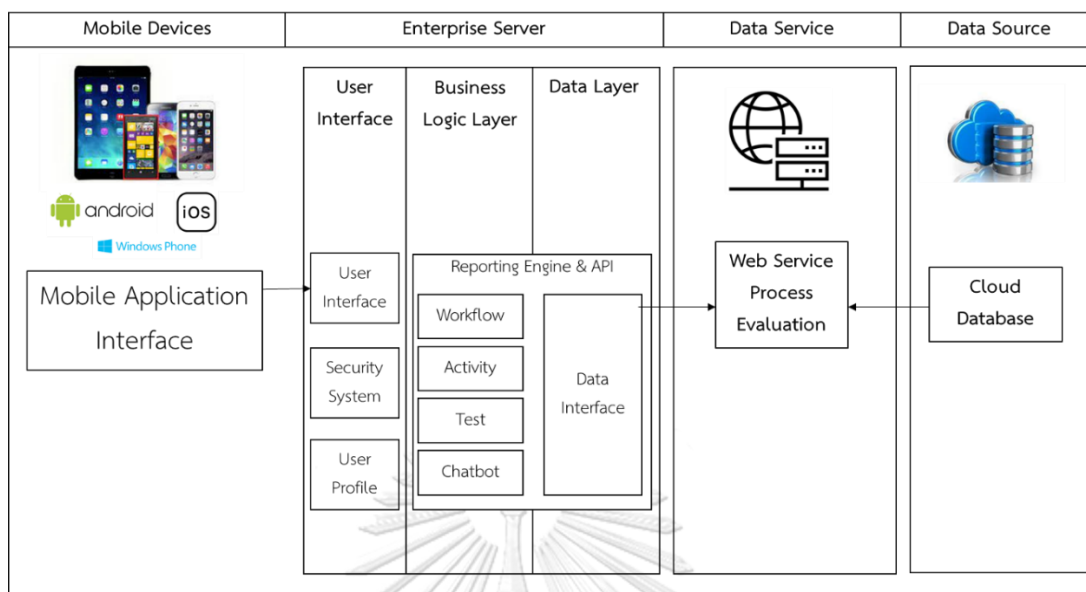 Mobile Devices
Enterprise Server
Data Service
Data Source
android
iOS
Windows Phone
Mobile Application
Interface
User
Interface
Business
Logic Layer
Data Layer
User
Interface
Security
System
User
Profile
Reporting Engine & API
Workflow
Activity
Test
Chatbot
Data
Interface
Web Service
Process
Evaluation
Cloud
Database